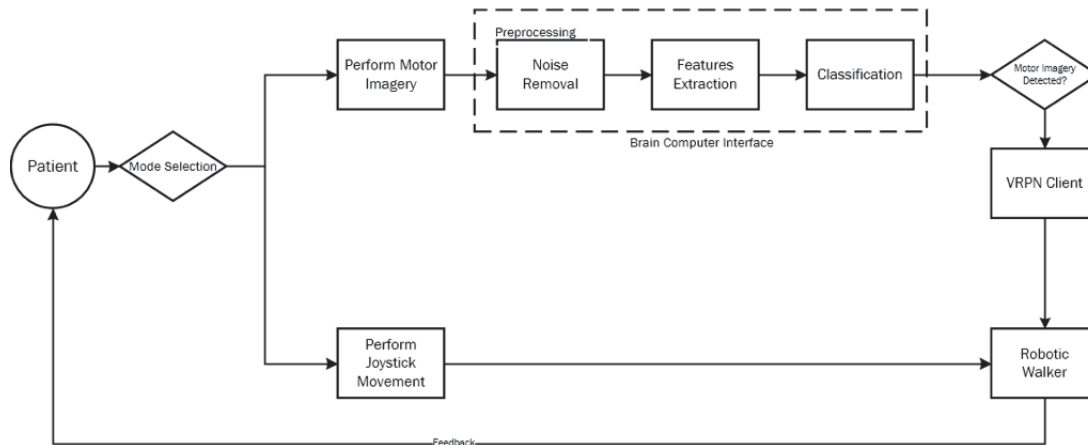 Preprocessing
Perform Motor
Imagery
Noise
Removal
Features
Extraction
Classification
Motor Imagery
Detected?
Brain Computer Interface
Patient
Mode Selection
VRPN Client
Perform
Joystick
Movement
Robotic
Walker
Feedback